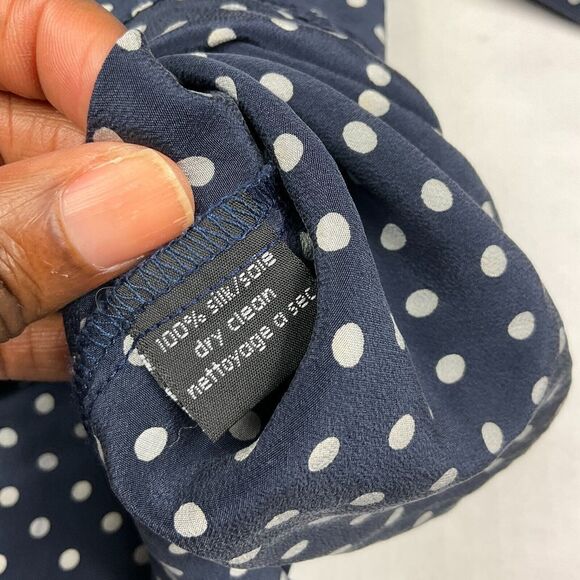 100% silk/soie
dry clean
nettoyage a sec